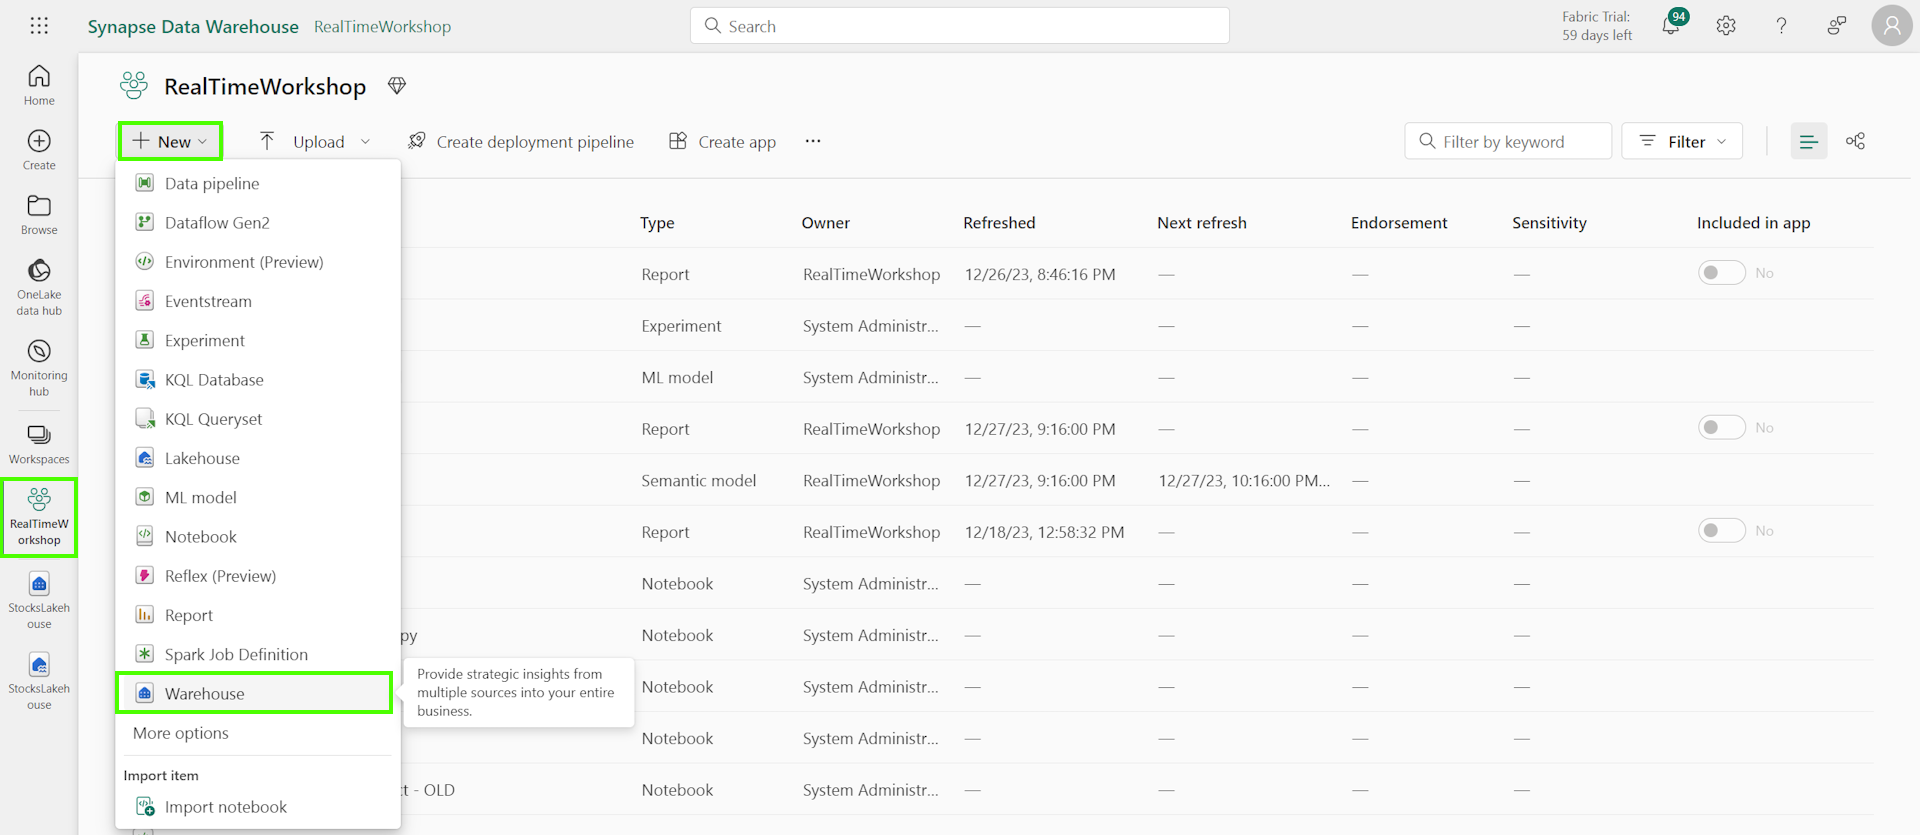 Synapse Data Warehouse RealTimeWorkshop
Search
Fabric Trial:
59 days left
94
Home
Create
Browse
OneLake
data hub
Monitoring
hub
Workspaces
RealTimeW
orkshop
StocksLakeh
ouse
StocksLakeh
ouse
RealTimeWorkshop
New Upload Create deployment pipeline Create app ...
Filter by keyword Filter
Data pipeline
Dataflow Gen2
Environment (Preview)
Eventstream
Experiment
KQL Database
KQL Queryset
Lakehouse
ML model
Notebook
Reflex (Preview)
Report
Spark Job Definition
Warehouse
More options
Import item
Import notebook
Provide strategic insights from
multiple sources into your entire
business.
Type Owner Refreshed Next refresh Endorsement Sensitivity Included in app
Report RealTimeWorkshop 12/26/23, 8:46:16 PM — — — No
Experiment System Administr... — — — —
ML model System Administr... — — — —
Report RealTimeWorkshop 12/27/23, 9:16:00 PM — — — No
Semantic model RealTimeWorkshop 12/27/23, 9:16:00 PM 12/27/23, 10:16:00 PM... — —
Report RealTimeWorkshop 12/18/23, 12:58:32 PM — — — No
Notebook System Administr... — — — —
py Notebook System Administr... — — — —
Notebook System Administr... — — — —
Notebook System Administr... — — — —
ct - OLD Notebook System Administr... — — — —